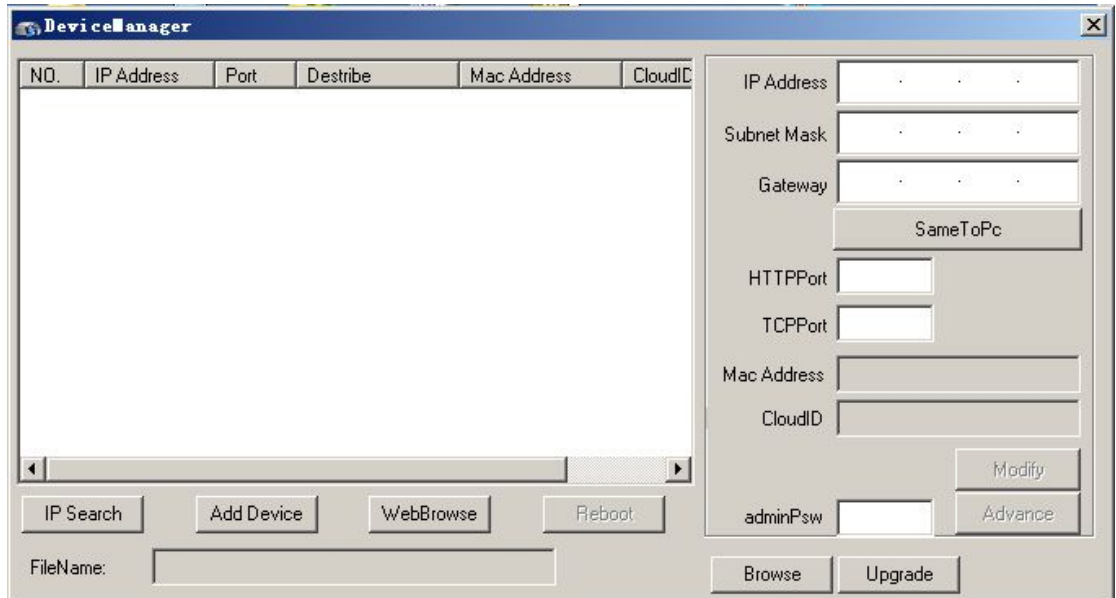 DeviceManager
NO. IP Address Port Destribe Mac Address CloudID
IP Address
Subnet Mask
Gateway
SameToPc
HTTPPort
TCPPort
Mac Address
CloudID
Modify
IP Search Add Device WebBrowse Reboot adminPsw Advance
FileName: Browse Upgrade